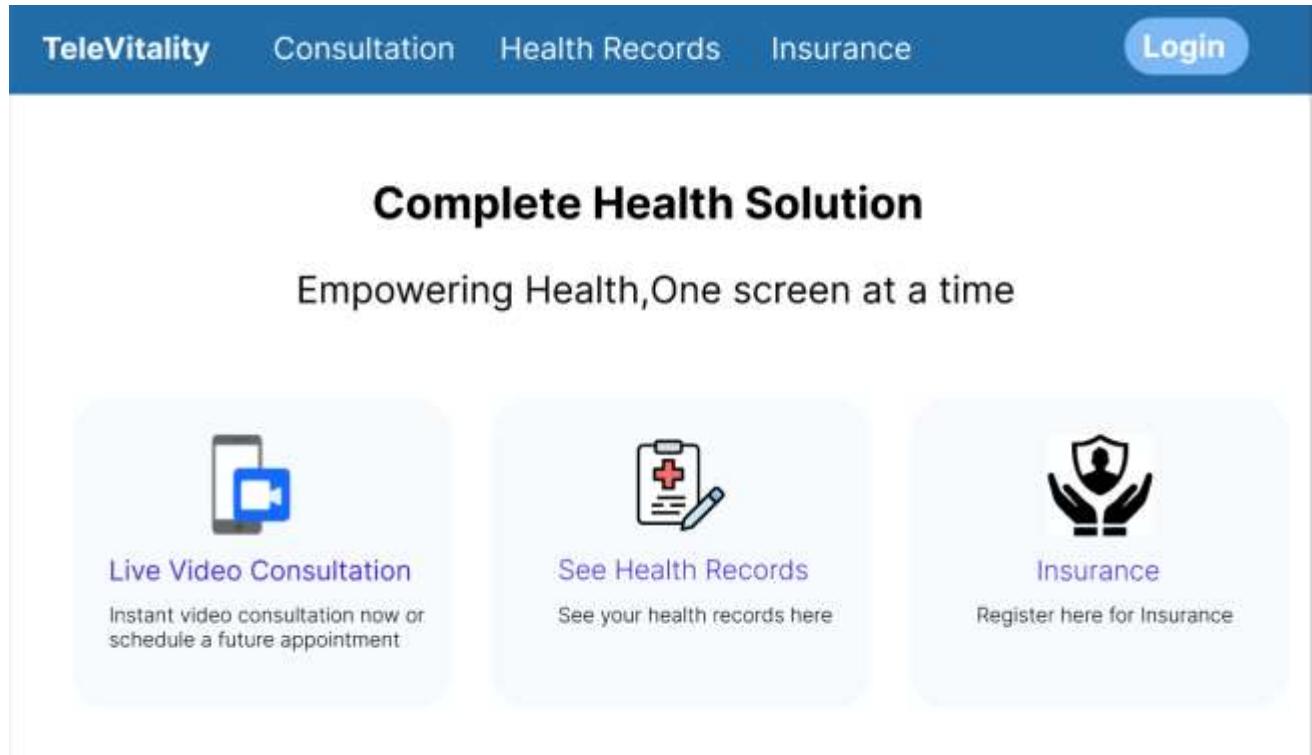 TeleVitality Consultation Health Records Insurance Login
Complete Health Solution
Empowering Health,One screen at a time
Live Video Consultation
Instant video consultation now or
schedule a future appointment
See Health Records
See your health records here
Insurance
Register here for Insurance